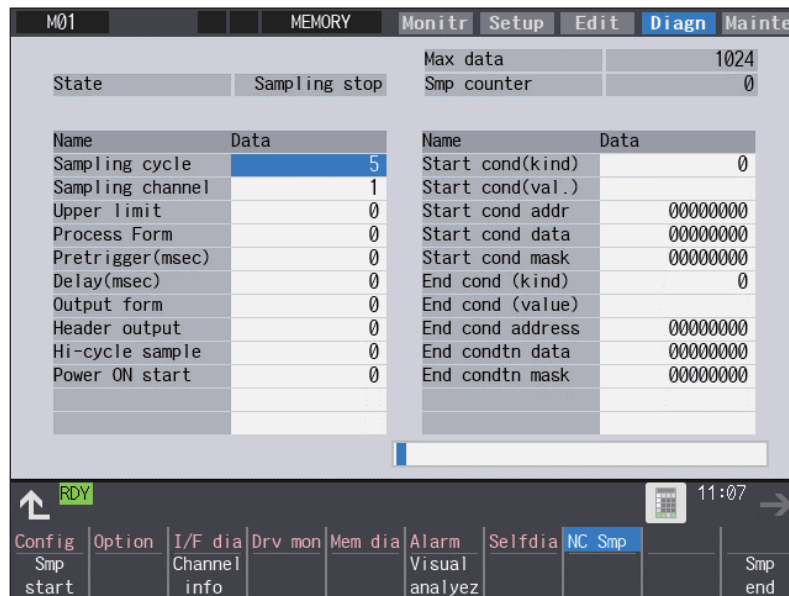 M01 MEMORY Monitr Setup Edit Diagn Mainte
Max data 1024
State Sampling stop Smp counter 0
Name Data Name Data
Sampling cycle 5 Start cond(kind) 0
Sampling channel 1 Start cond(val.)
Upper limit 0 Start cond addr 00000000
Process Form 0 Start cond data 00000000
Pretrigger(msec) 0 Start cond mask 00000000
Delay(msec) 0 End cond (kind) 0
Output form 0 End cond (value)
Header output 0 End cond address 00000000
Hi-cycle sample 0 End condtn data 00000000
Power ON start 0 End condtn mask 00000000
RDY 11:07
Config Option I/F dia Drv mon Mem dia Alarm Selfdia NC Smp
Smp Channel Visual Smp
start info analyez end